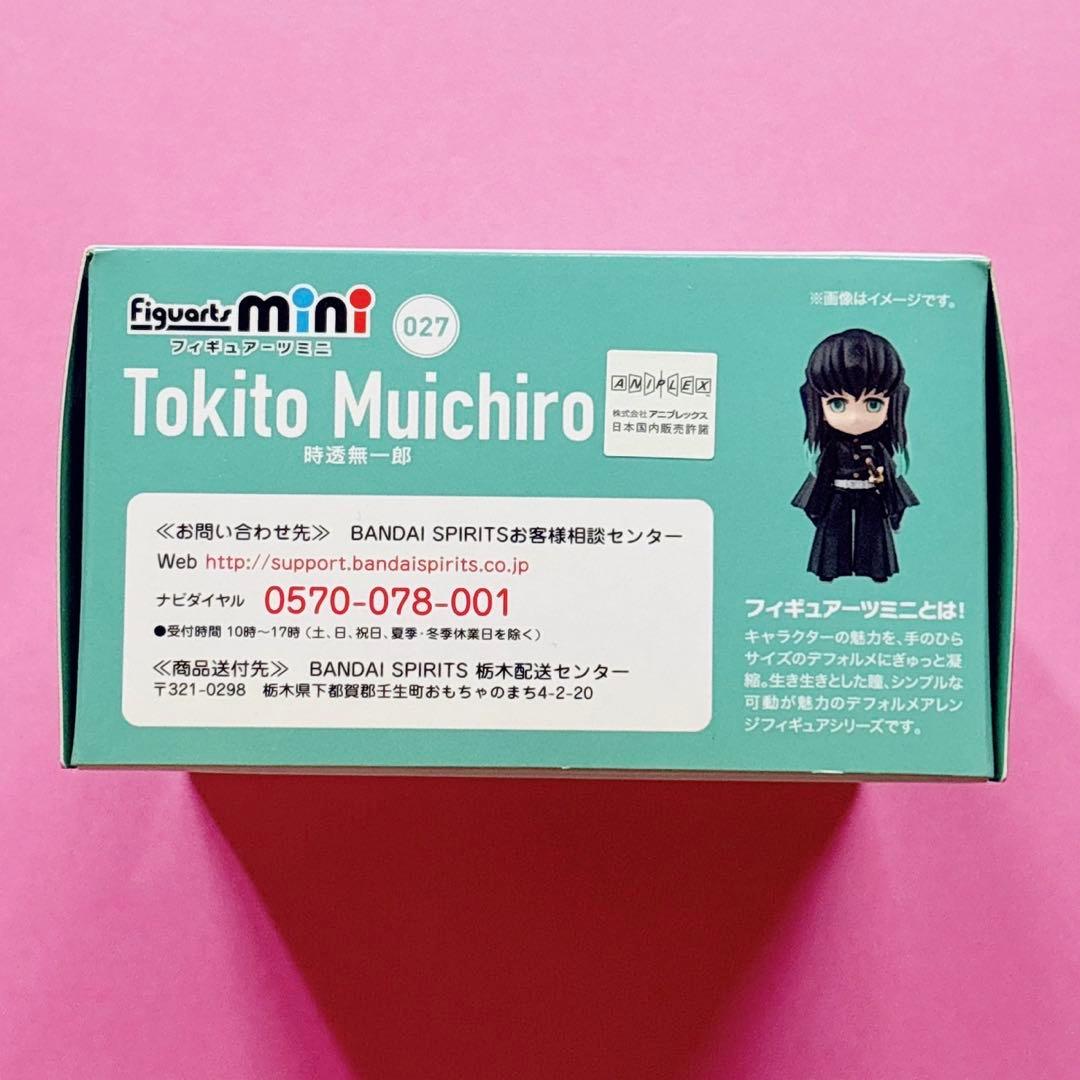 Figuarts mini
フィギュアーツミニ
027
Tokito Muichiro
時透無一郎
ANIPLEX
株式会社 アニプレックス
日本国内販売許諾
※画像はイメージです。
≪お問い合わせ先≫ BANDAI SPIRITSお客様相談センター
Web http://support.bandaispirits.co.jp
ナビダイヤル 0570-078-001
●受付時間 10時～17時（土、日、祝日、夏季・冬季休業日を除く）
≪商品送付先≫ BANDAI SPIRITS 栃木配送センター
〒321-0298 栃木県下都賀郡壬生町おもちゃのまち4-2-20
フィギュアーツミニとは!
キャラクターの魅力を、手のひら
サイズのデフォルメにぎゅっと凝
縮。生き生きとした瞳、シンプルな
可動が魅力のデフォルメアレン
ジフィギュアシリーズです。